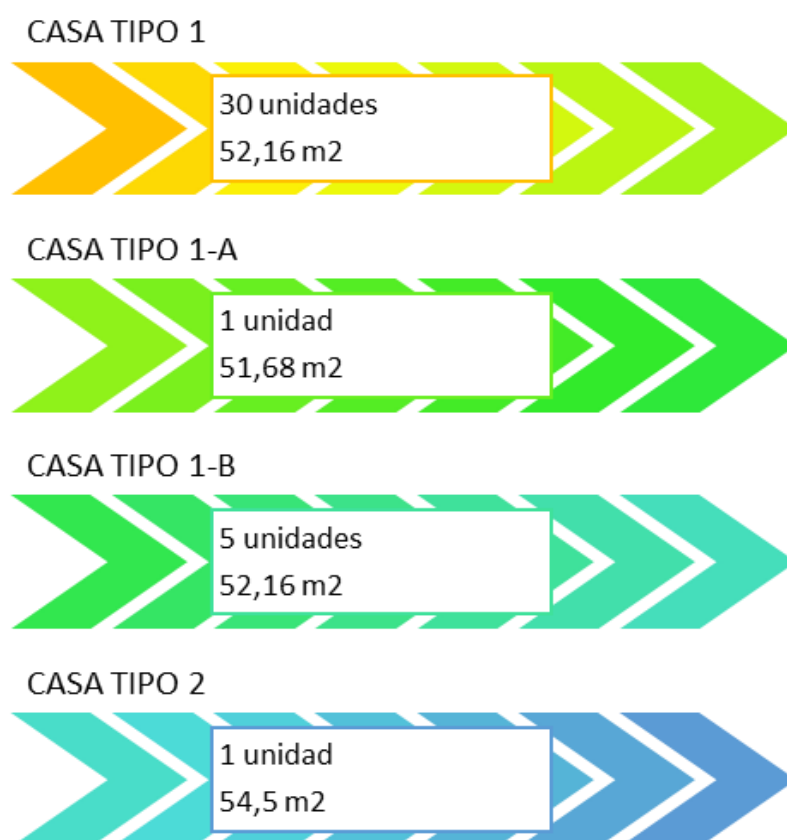 CASA TIPO 1
30 unidades
52,16 m2
CASA TIPO 1-A
1 unidad
51,68 m2
CASA TIPO 1-B
5 unidades
52,16 m2
CASA TIPO 2
1 unidad
54,5 m2